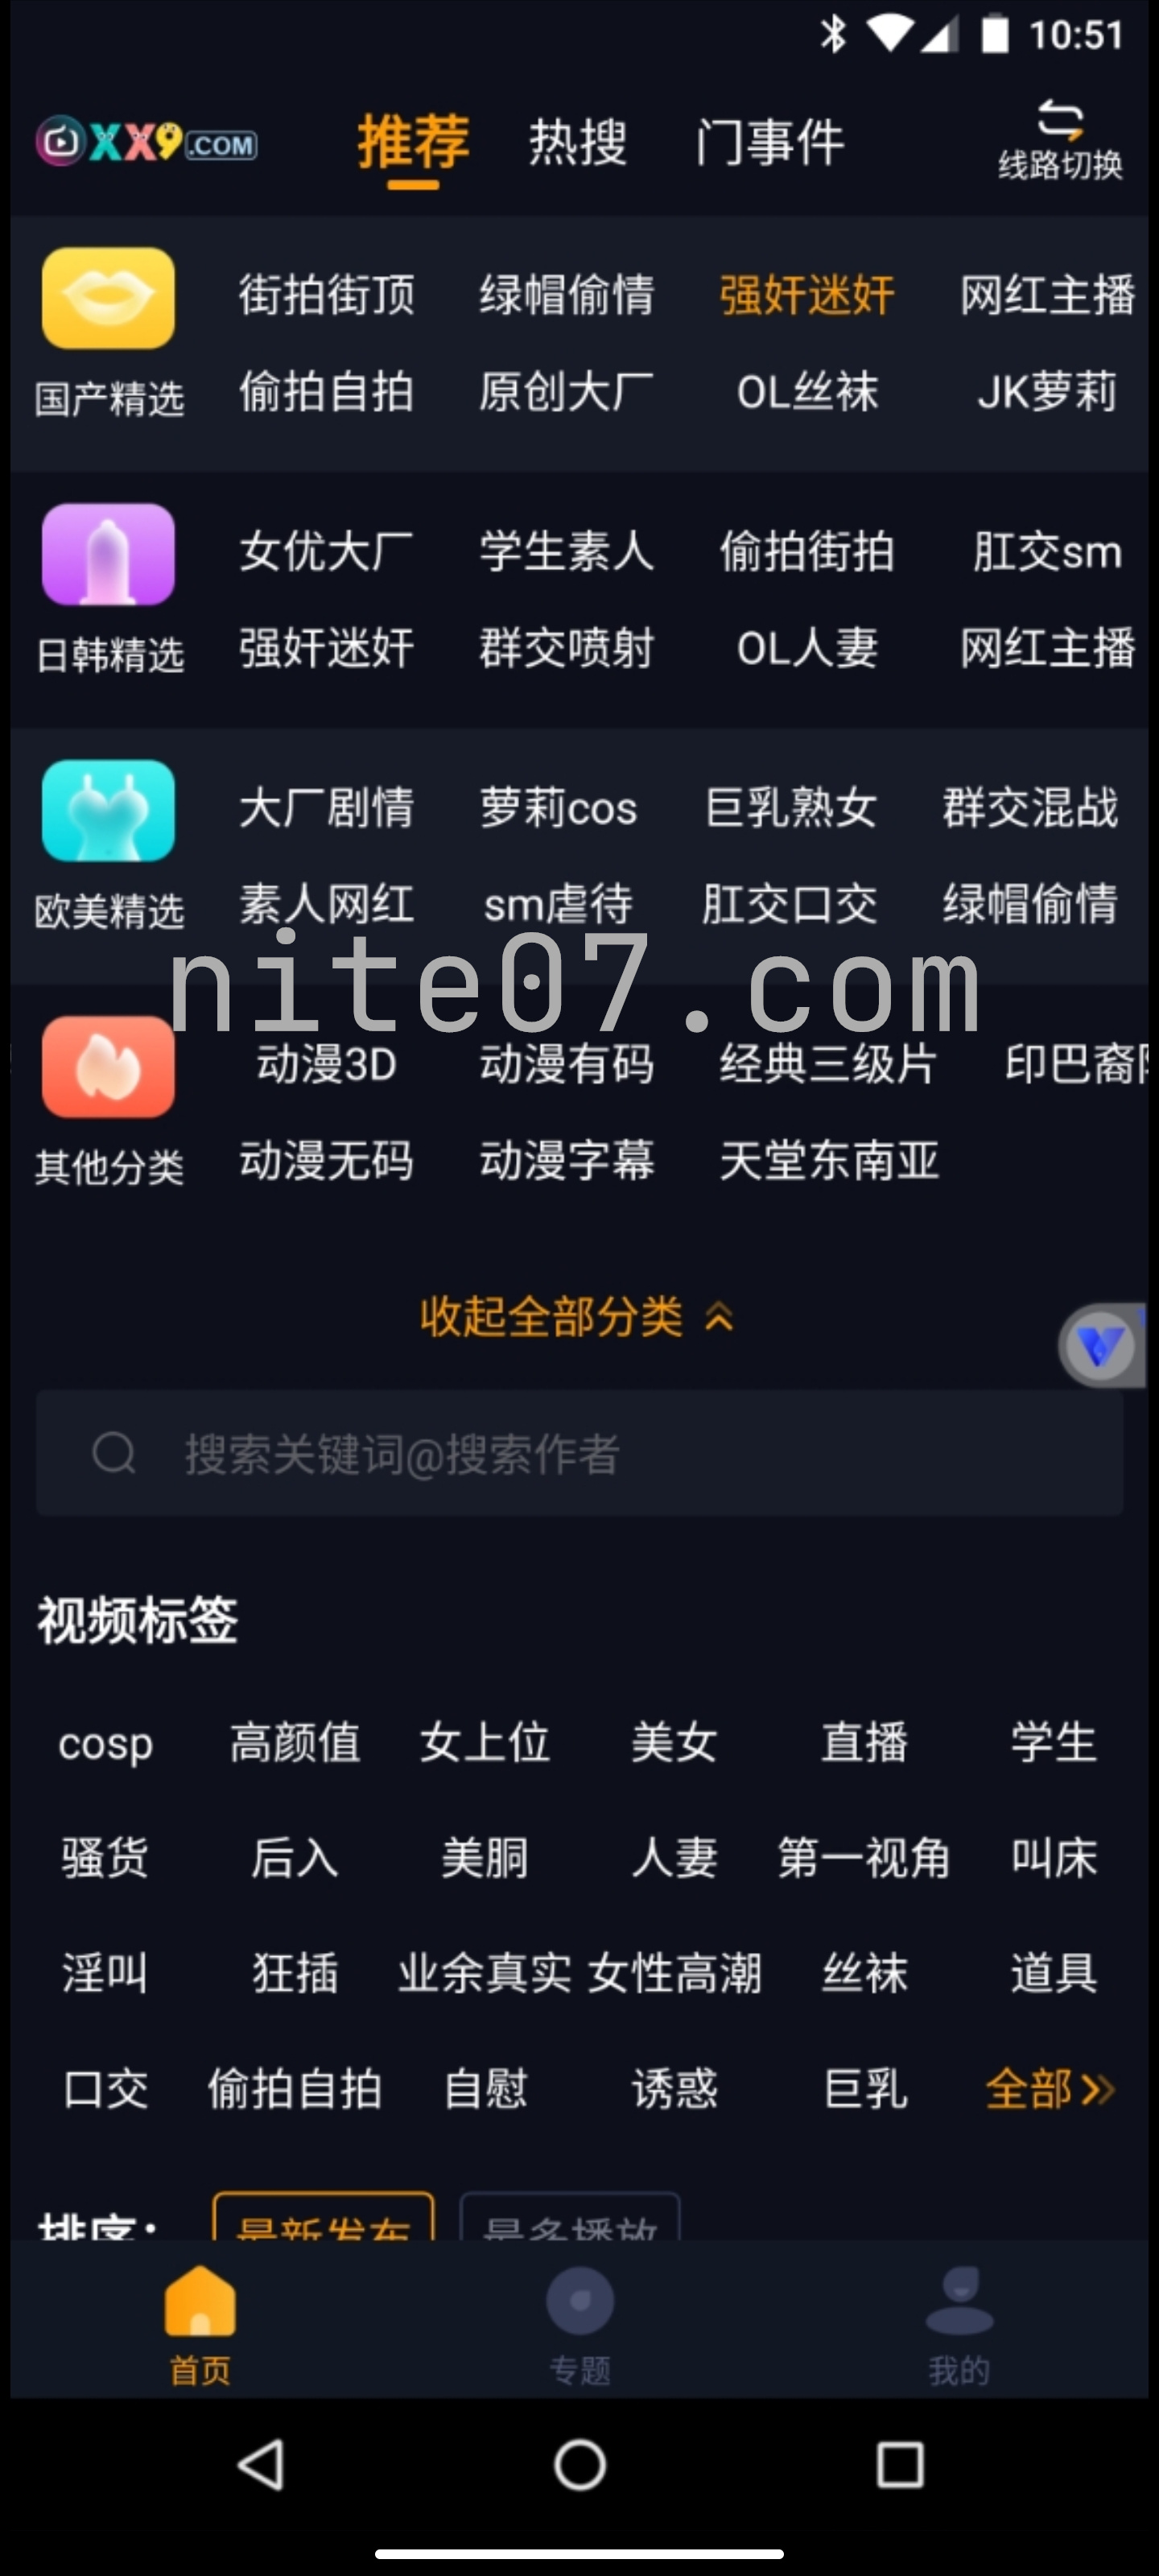 10:51
XX9.COM 推荐 热搜 门事件 线路切换
街拍街顶 绿帽偷情 强奸迷奸 网红主播
国产精选 偷拍自拍 原创大厂 OL丝袜 JK萝莉
女优大厂 学生素人 偷拍街拍 肛交sm
日韩精选 强奸迷奸 群交喷射 OL人妻 网红主播
大厂剧情 萝莉cos 巨乳熟女 群交混战
欧美精选 素人网红 sm虐待 肛交口交 绿帽偷情
nite07.com
动漫3D 动漫有码 经典三级片 印巴裔
其他分类 动漫无码 动漫字幕 天堂东南亚
收起全部分类
搜索关键词@搜索作者
视频标签
cosp 高颜值 女上位 美女 直播 学生
骚货 后入 美胴 人妻 第一视角 叫床
淫叫 狂插 业余真实 女性高潮 丝袜 道具
口交 偷拍自拍 自慰 诱惑 巨乳 全部
排序： 最新发布 最多播放
首页 专题 我的